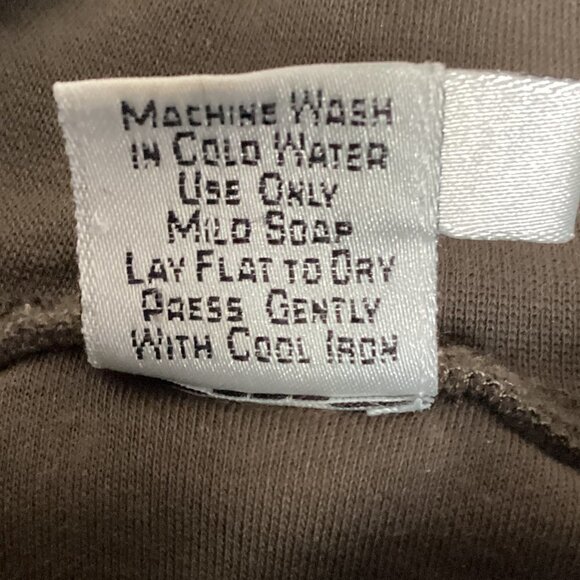 MACHINE WASH
IN COLD WATER
USE ONLY
MILD SOAP
LAY FLAT TO DRY
PRESS GENTLY
WITH COOL IRON